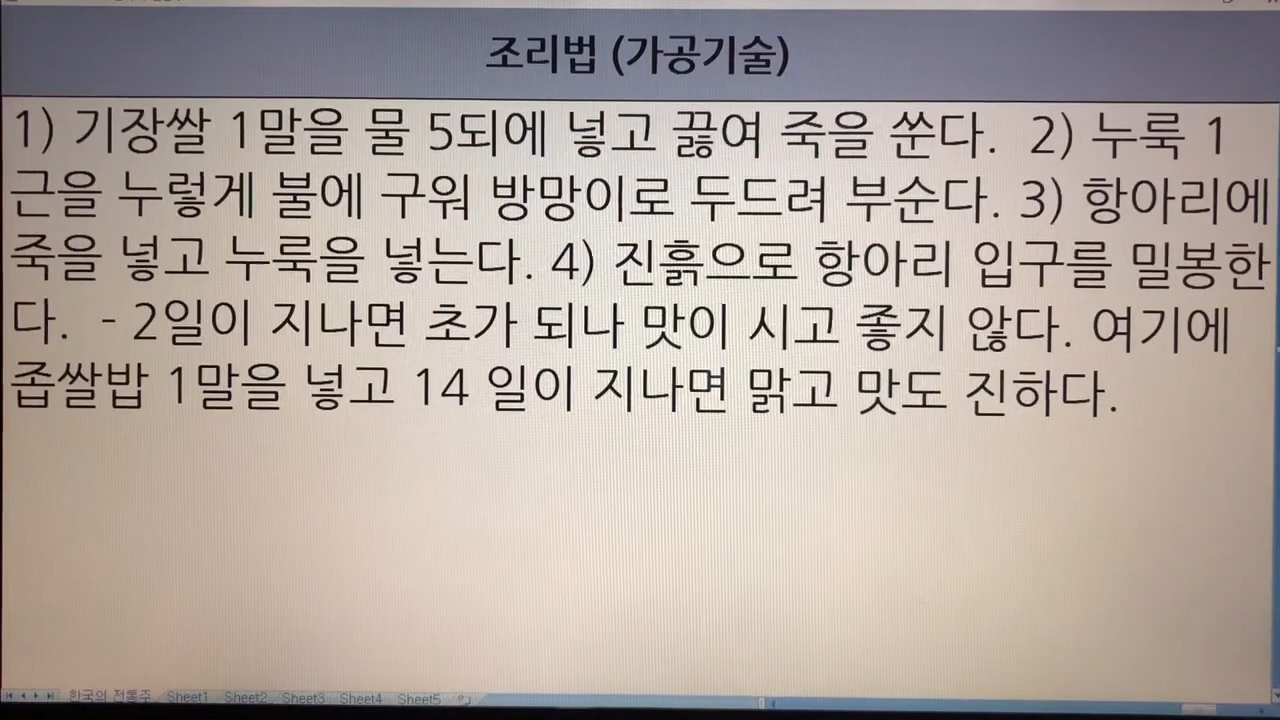 조리법 (가공기술)
1) 기장쌀 1말을 물 5되에 넣고 끓여 죽을 쑨다. 2) 누룩 1
근을 누렇게 불에 구워 방망이로 두드려 부순다. 3) 항아리에
죽을 넣고 누룩을 넣는다. 4) 진흙으로 항아리 입구를 밀봉한
다. - 2일이 지나면 초가 되나 맛이 시고 좋지 않다. 여기에
좁쌀밥 1말을 넣고 14 일이 지나면 맑고 맛도 진하다.
한국의 전통주 Sheet1 Sheet2 Sheet3 Sheet4 Sheet5